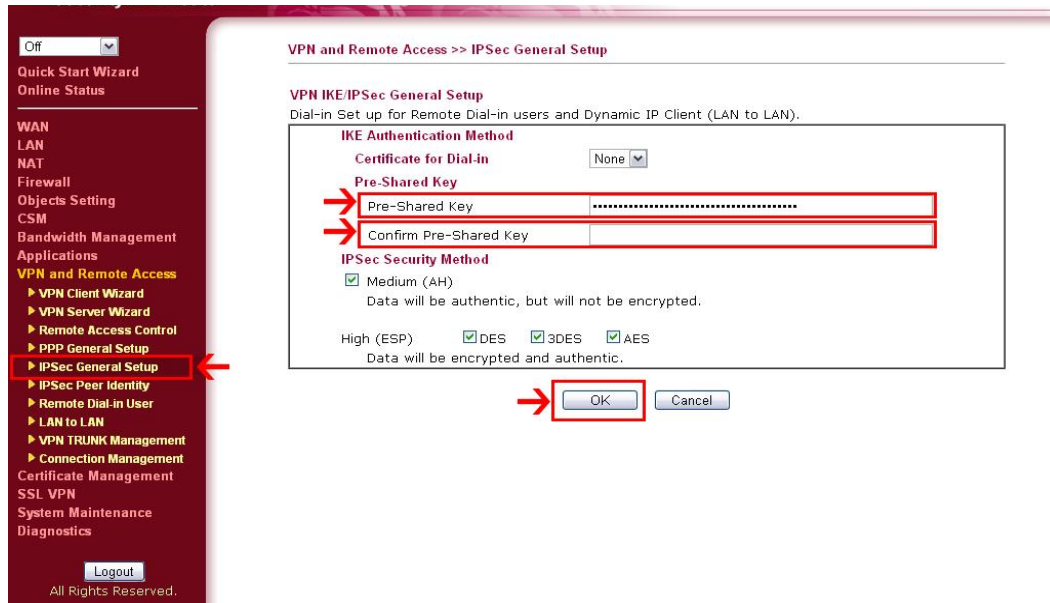 Off
Quick Start Wizard
Online Status
WAN
LAN
NAT
Firewall
Objects Setting
CSM
Bandwidth Management
Applications
VPN and Remote Access
VPN Client Wizard
VPN Server Wizard
Remote Access Control
PPP General Setup
IPSec General Setup
IPSec Peer Identity
Remote Dial-in User
LAN to LAN
VPN TRUNK Management
Connection Management
Certificate Management
SSL VPN
System Maintenance
Diagnostics
Logout
All Rights Reserved.
VPN and Remote Access >> IPSec General Setup
VPN IKE/IPSec General Setup
Dial-in Set up for Remote Dial-in users and Dynamic IP Client (LAN to LAN).
IKE Authentication Method
Certificate for Dial-in None
Pre-Shared Key
Pre-Shared Key
Confirm Pre-Shared Key
IPSec Security Method
Medium (AH)
Data will be authentic, but will not be encrypted.
High (ESP) DES 3DES AES
Data will be encrypted and authentic.
OK Cancel